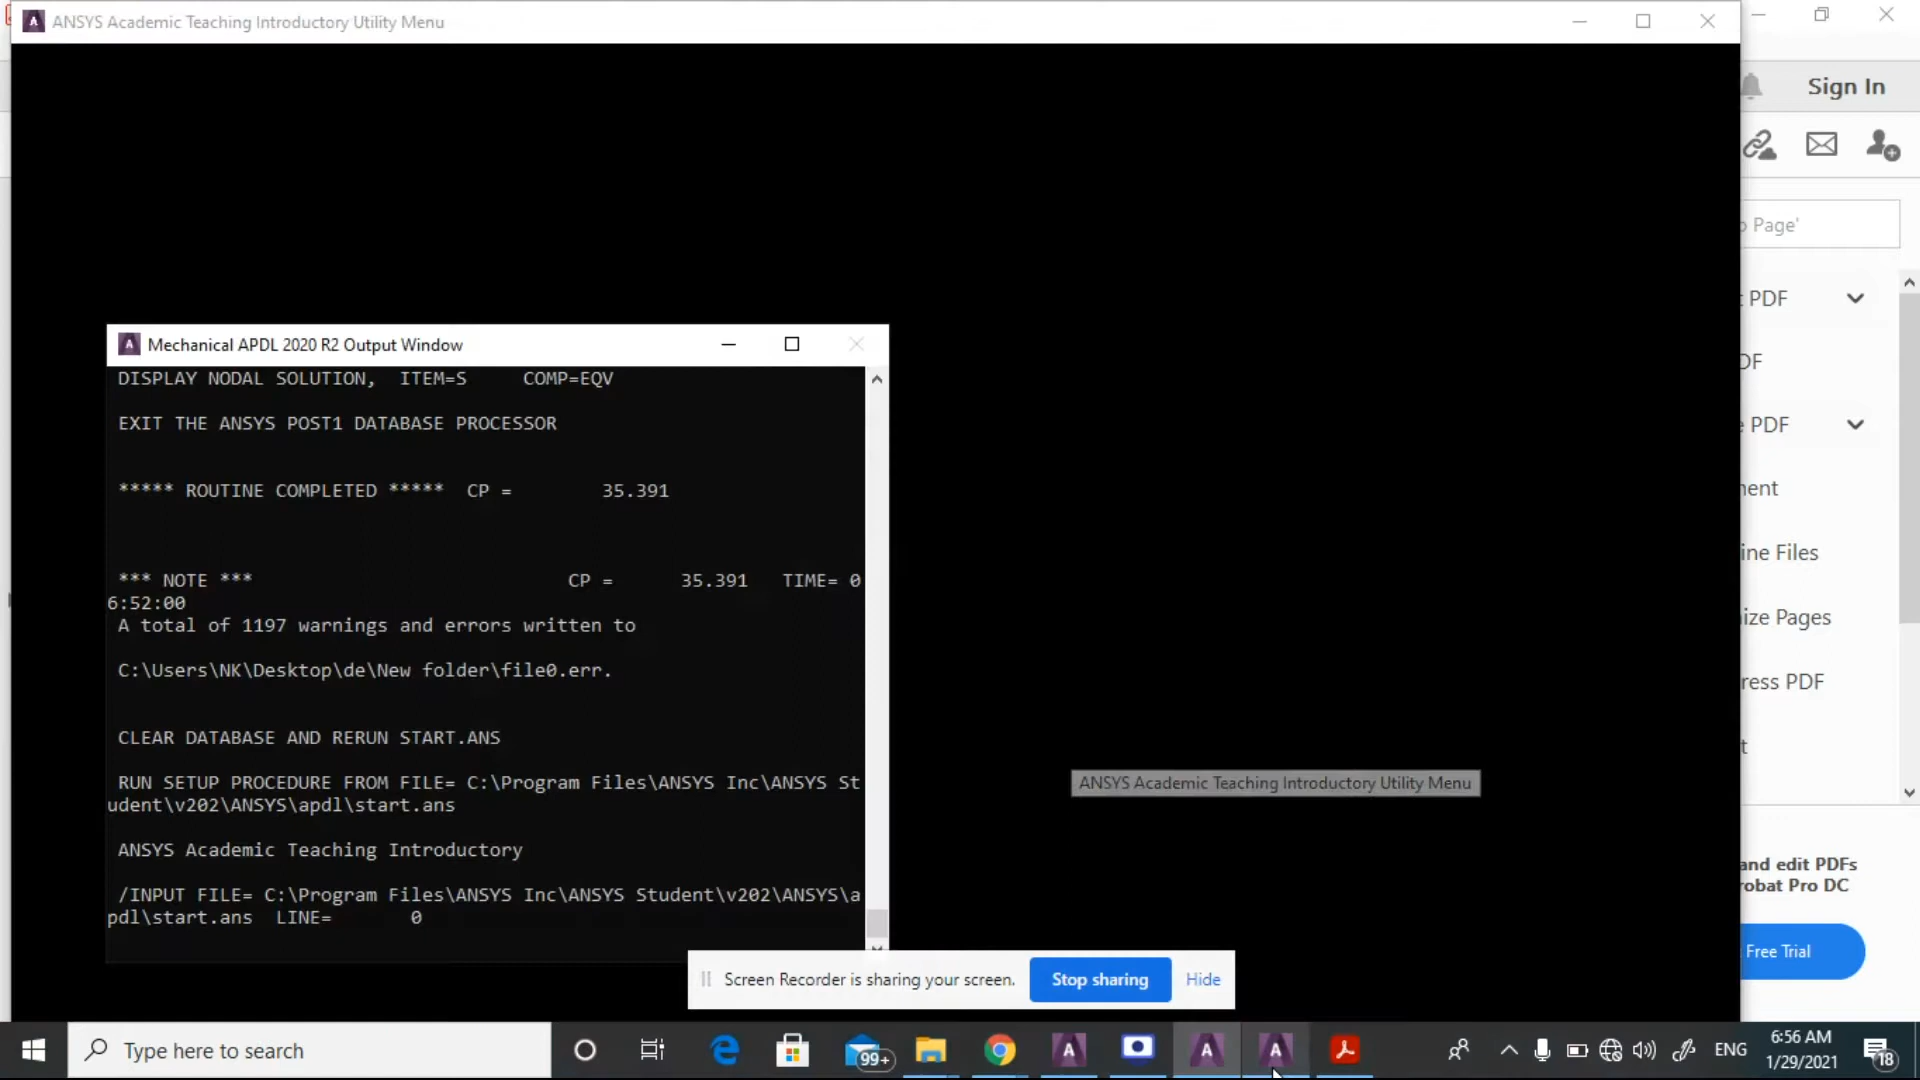 ANSYS Academic Teaching Introductory Utility Menu
Sign In
Page'
PDF
PDF
Mechanical APDL 2020 R2 Output Window
DISPLAY NODAL SOLUTION,  ITEM=S     COMP=EQV
EXIT THE ANSYS POST1 DATABASE PROCESSOR
***** ROUTINE COMPLETED *****  CP =        35.391
*** NOTE ***                            CP =      35.391   TIME= 0
6:52:00
A total of 1197 warnings and errors written to
C:\Users\NK\Desktop\de\New folder\file0.err.
CLEAR DATABASE AND RERUN START.ANS
RUN SETUP PROCEDURE FROM FILE= C:\Program Files\ANSYS Inc\ANSYS St
udent\v202\ANSYS\apdl\start.ans
ANSYS Academic Teaching Introductory
/INPUT FILE= C:\Program Files\ANSYS Inc\ANSYS Student\v202\ANSYS\a
pdl\start.ans  LINE=       0
ANSYS Academic Teaching Introductory Utility Menu
Files
Pages
PDF
and edit PDFs
Pro DC
Free Trial
Screen Recorder is sharing your screen.
Stop sharing
Hide
Type here to search
99+
ENG
6:56 AM
1/29/2021
18